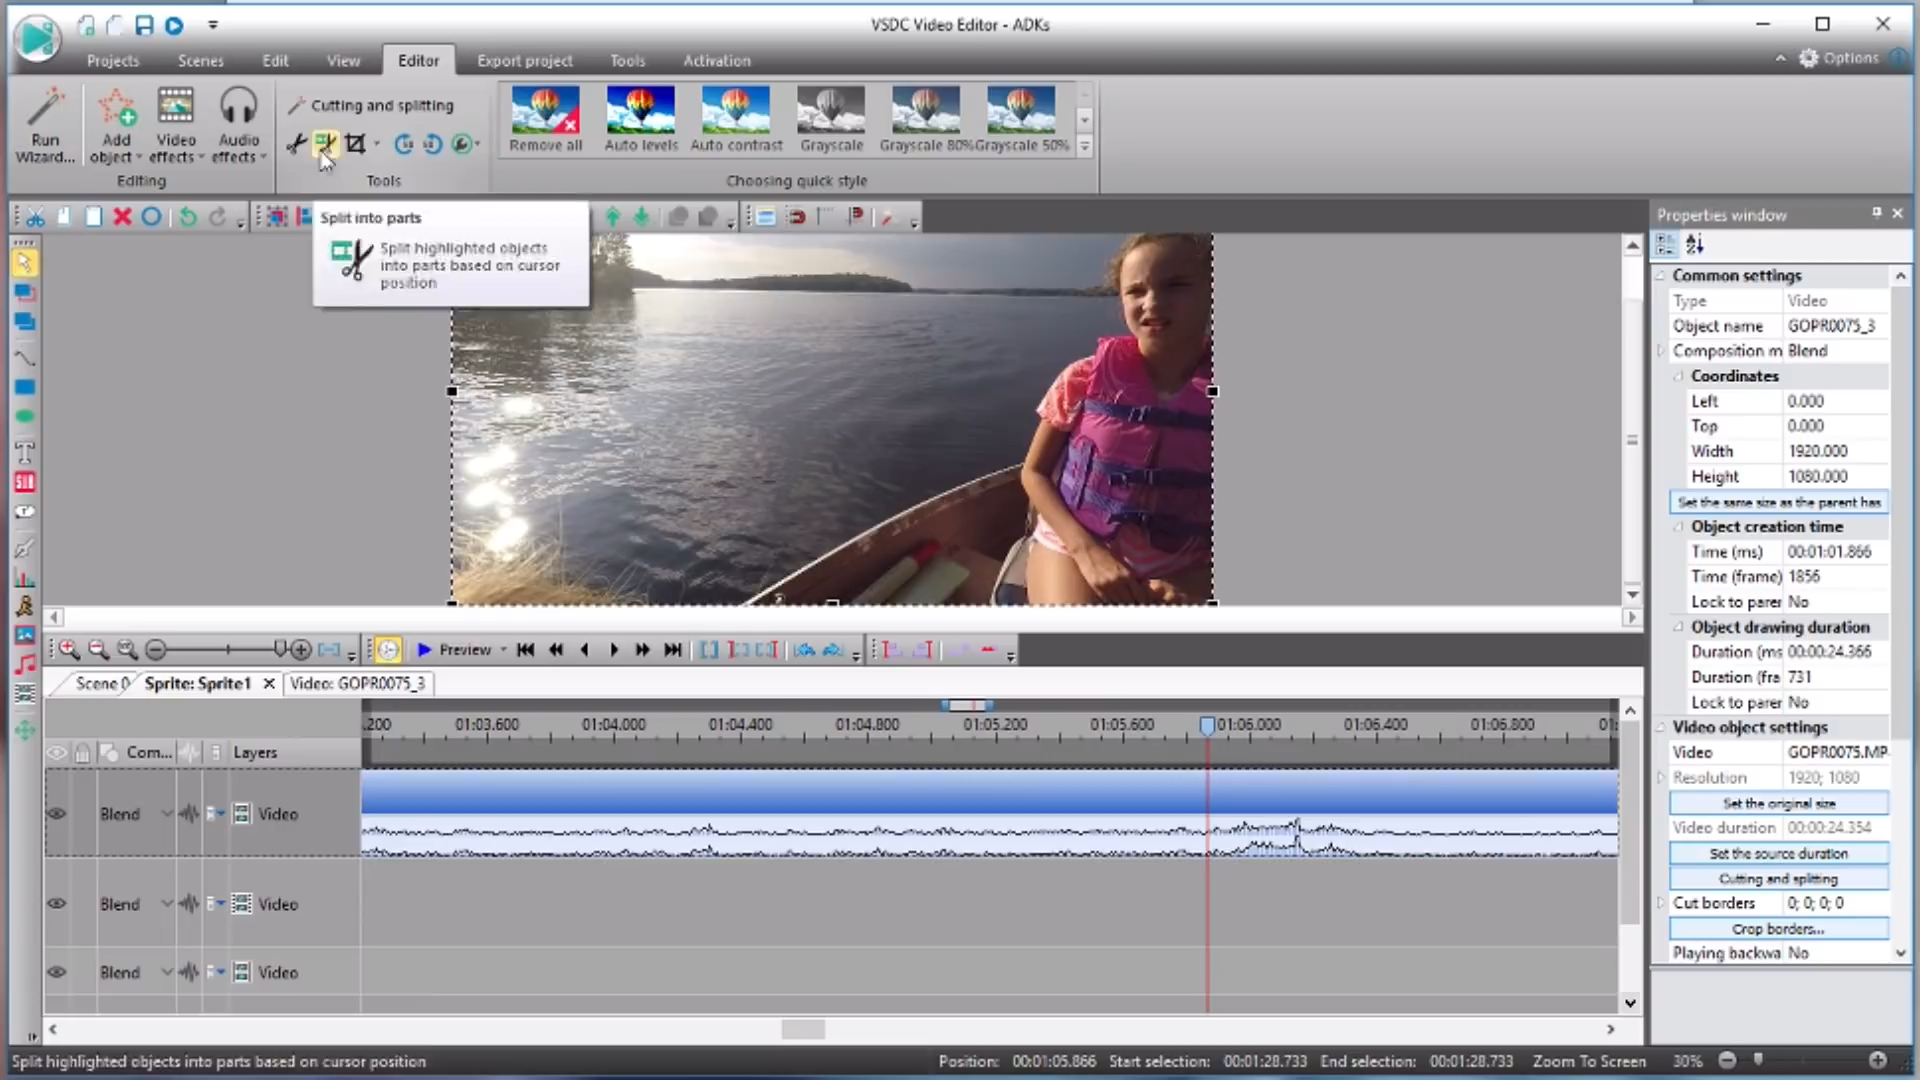 VSDC Video Editor - ADKs
Projects Scenes Edit View Editor Export project Tools Activation
Options
Run Wizard...
Add object
Video effects
Audio effects
Editing
Cutting and splitting
Tools
Remove all Auto levels Auto contrast Grayscale Grayscale 80% Grayscale 50%
Choosing quick style
Split into parts
Split highlighted objects
into parts based on cursor
position
Properties window
Common settings
Type Video
Object name GOPR0075_3
Composition m Blend
Coordinates
Left 0.000
Top 0.000
Width 1920.000
Height 1080.000
Set the same size as the parent has
Object creation time
Time (ms) 00:01:01.866
Time (frame) 1856
Lock to parer No
Object drawing duration
Duration (ms 00:00:24.366
Duration (fra 731
Lock to parer No
Video object settings
Video GOPR0075.MP
Resolution 1920; 1080
Set the original size
Video duration 00:00:24.354
Set the source duration
Cutting and splitting
Cut borders 0; 0; 0; 0
Crop borders...
Playing backwa No
SUB
T
Preview
Scene 0 Sprite: Sprite1 Video: GOPR0075_3
.200 01:03.600 01:04.000 01:04.400 01:04.800 01:05.200 01:05.600 01:06.000 01:06.400 01:06.800 01:
Com... Layers
Blend Video
Blend Video
Blend Video
Split highlighted objects into parts based on cursor position
Position: 00:01:05.866 Start selection: 00:01:28.733 End selection: 00:01:28.733 Zoom To Screen 30%